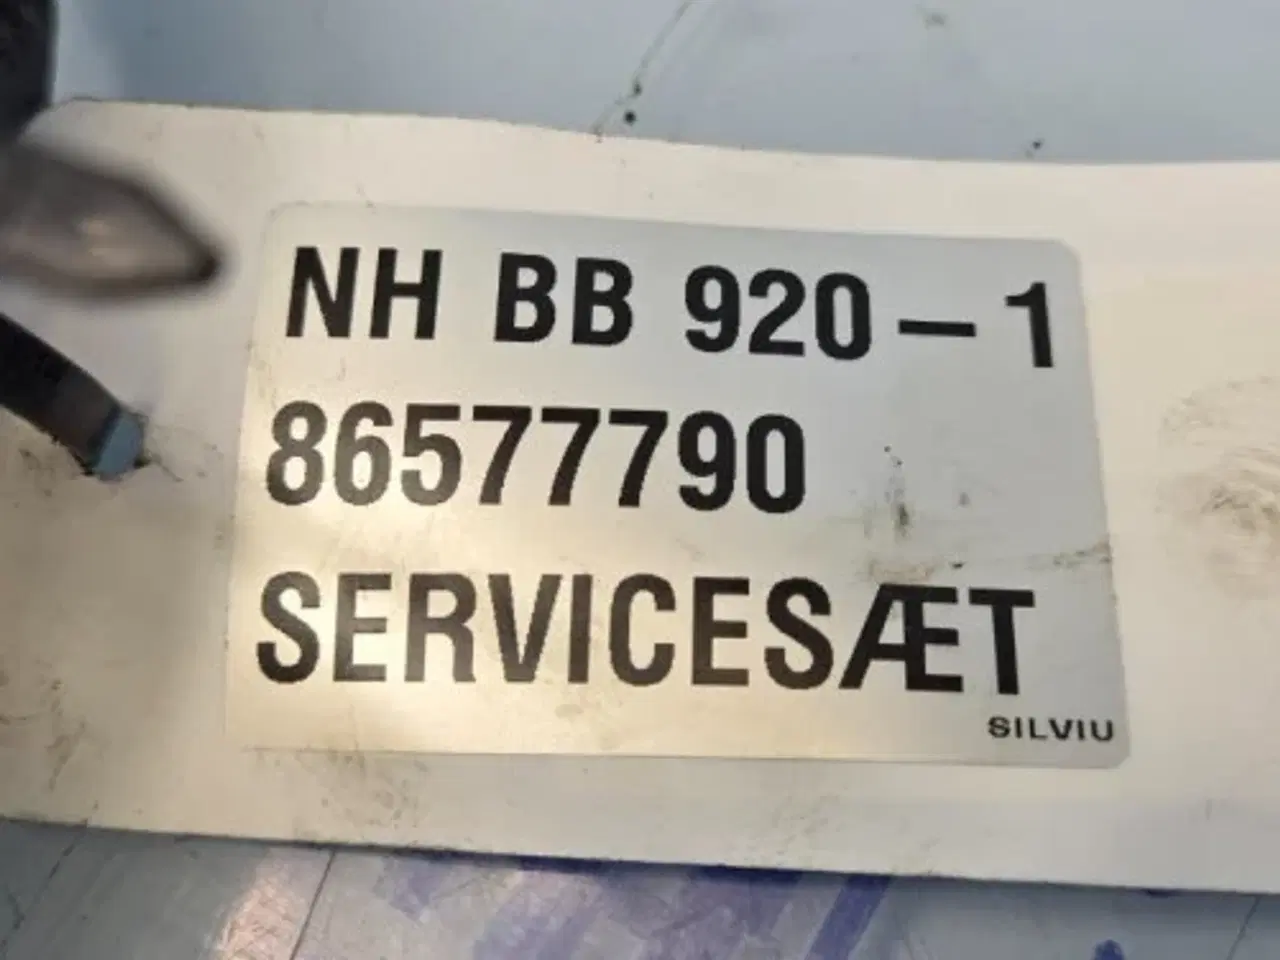 NH BB 920-1
86577790
SERVICESÆT
SILVIU